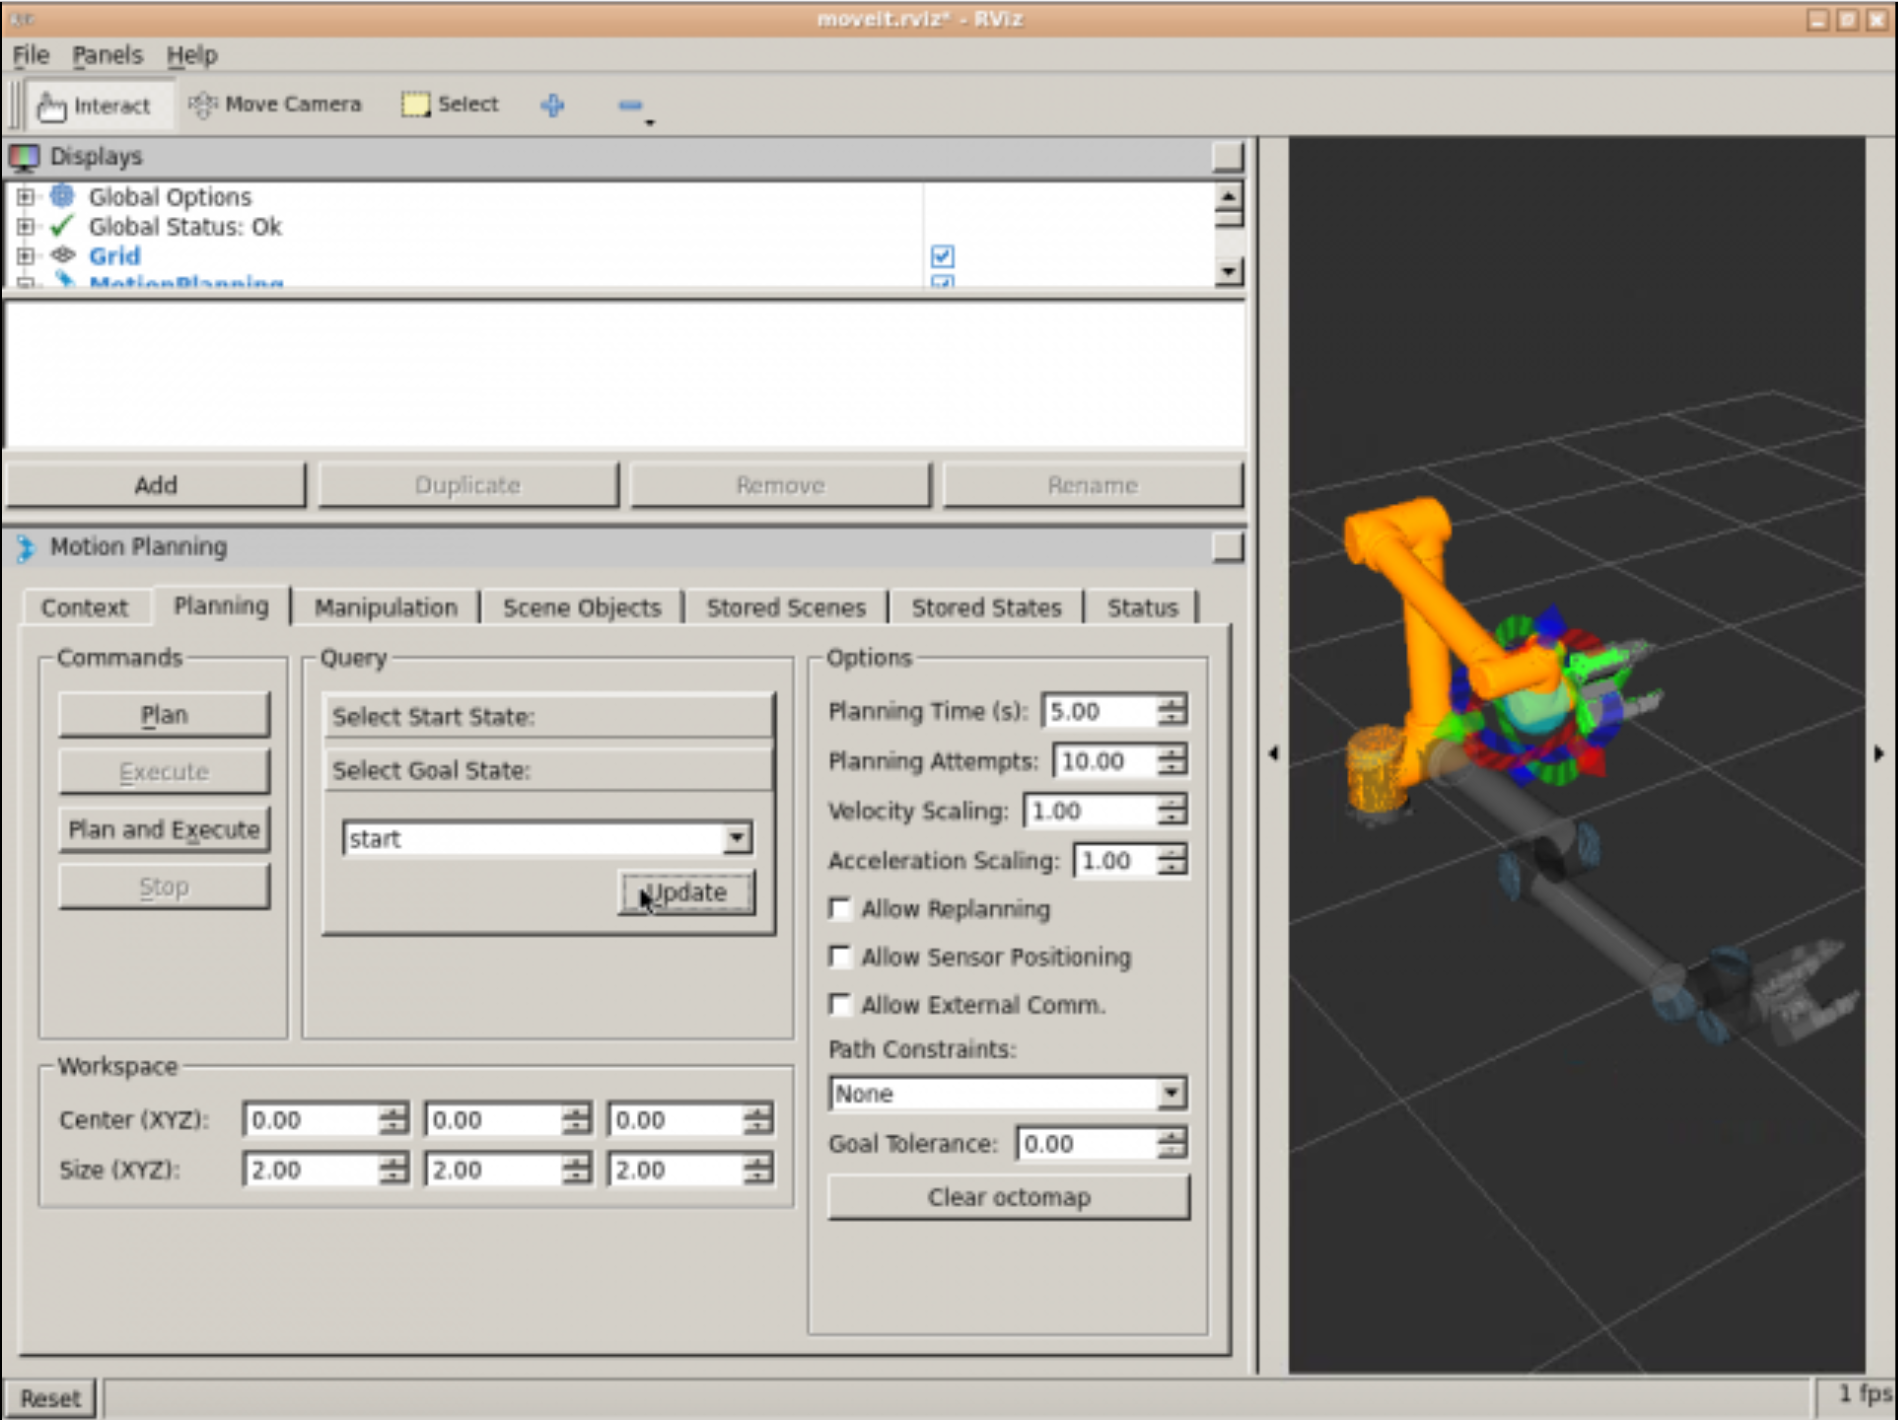 moveit.rviz* - RViz
File Panels Help
Interact Move Camera Select
Displays
Global Options
Global Status: Ok
Grid
MotionPlanning
Add Duplicate Remove Rename
Motion Planning
Context Planning Manipulation Scene Objects Stored Scenes Stored States Status
Commands
Plan
Execute
Plan and Execute
Stop
Query
Select Start State:
Select Goal State:
start
Update
Options
Planning Time (s): 5.00
Planning Attempts: 10.00
Velocity Scaling: 1.00
Acceleration Scaling: 1.00
Allow Replanning
Allow Sensor Positioning
Allow External Comm.
Path Constraints:
None
Goal Tolerance: 0.00
Clear octomap
Workspace
Center (XYZ): 0.00 0.00 0.00
Size (XYZ): 2.00 2.00 2.00
Reset
1 fps